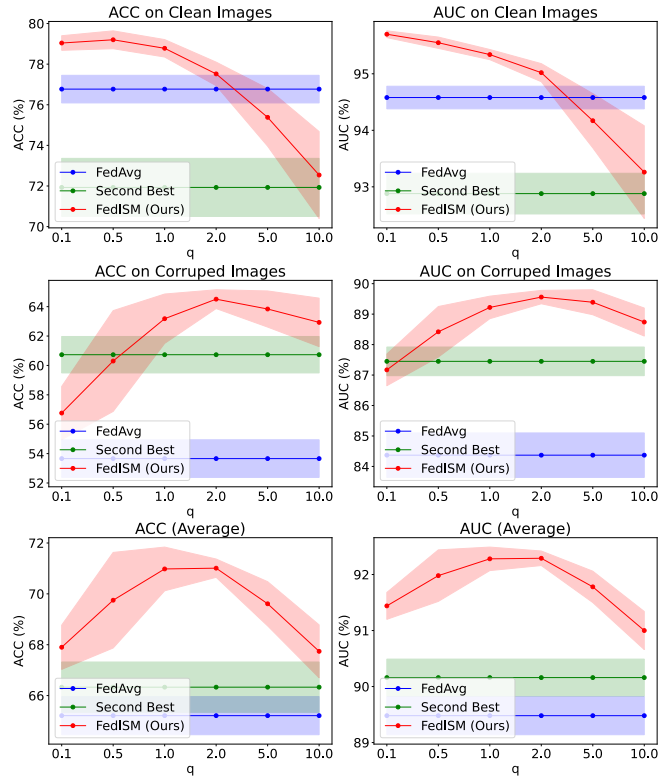 ACC on Clean Images
80
78
76
74
72
70
ACC (%)
FedAvg
Second Best
FedISM (Ours)
0.1 0.5 1.0 2.0 5.0 10.0
q
AUC on Clean Images
95
94
93
AUC (%)
FedAvg
Second Best
FedISM (Ours)
0.1 0.5 1.0 2.0 5.0 10.0
q
ACC on Corruped Images
64
62
60
58
56
54
52
ACC (%)
FedAvg
Second Best
FedISM (Ours)
0.1 0.5 1.0 2.0 5.0 10.0
q
AUC on Corruped Images
90
89
88
87
86
85
84
AUC (%)
FedAvg
Second Best
FedISM (Ours)
0.1 0.5 1.0 2.0 5.0 10.0
q
ACC (Average)
72
70
68
66
ACC (%)
FedAvg
Second Best
FedISM (Ours)
0.1 0.5 1.0 2.0 5.0 10.0
q
AUC (Average)
92
91
90
89
AUC (%)
FedAvg
Second Best
FedISM (Ours)
0.1 0.5 1.0 2.0 5.0 10.0
q